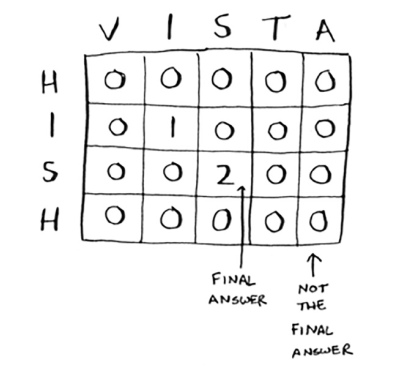 V I S T A
H 0 0 0 0 0
I 0 1 0 0 0
S 0 0 2 0 0
H 0 0 0 0 0
FINAL
ANSWER
NOT
THE
FINAL
ANSWER